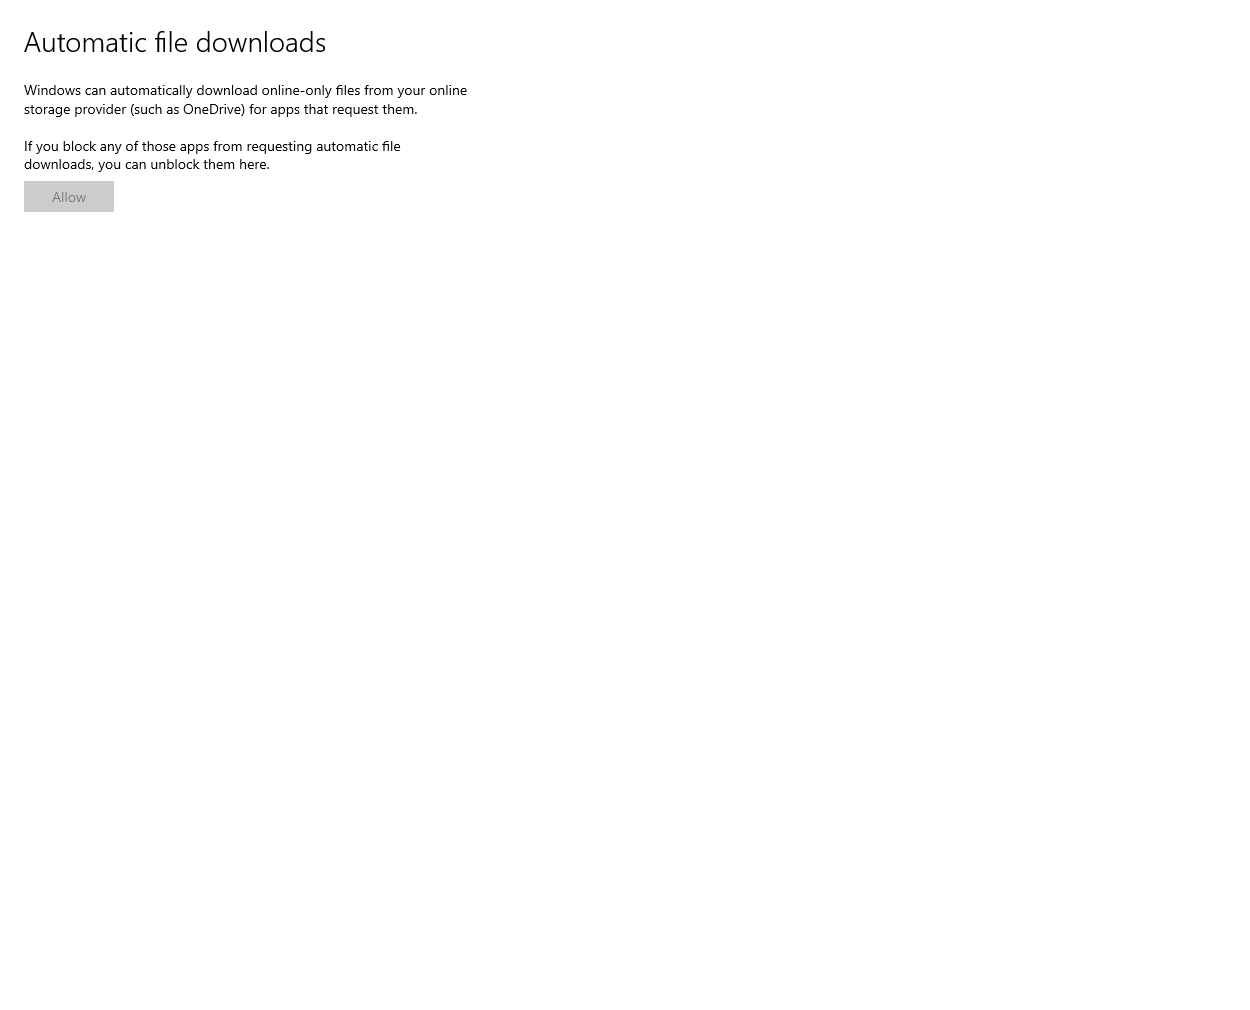 Automatic file downloads
Windows can automatically download online-only files from your online
storage provider (such as OneDrive) for apps that request them.
If you block any of those apps from requesting automatic file
downloads, you can unblock them here.
Allow